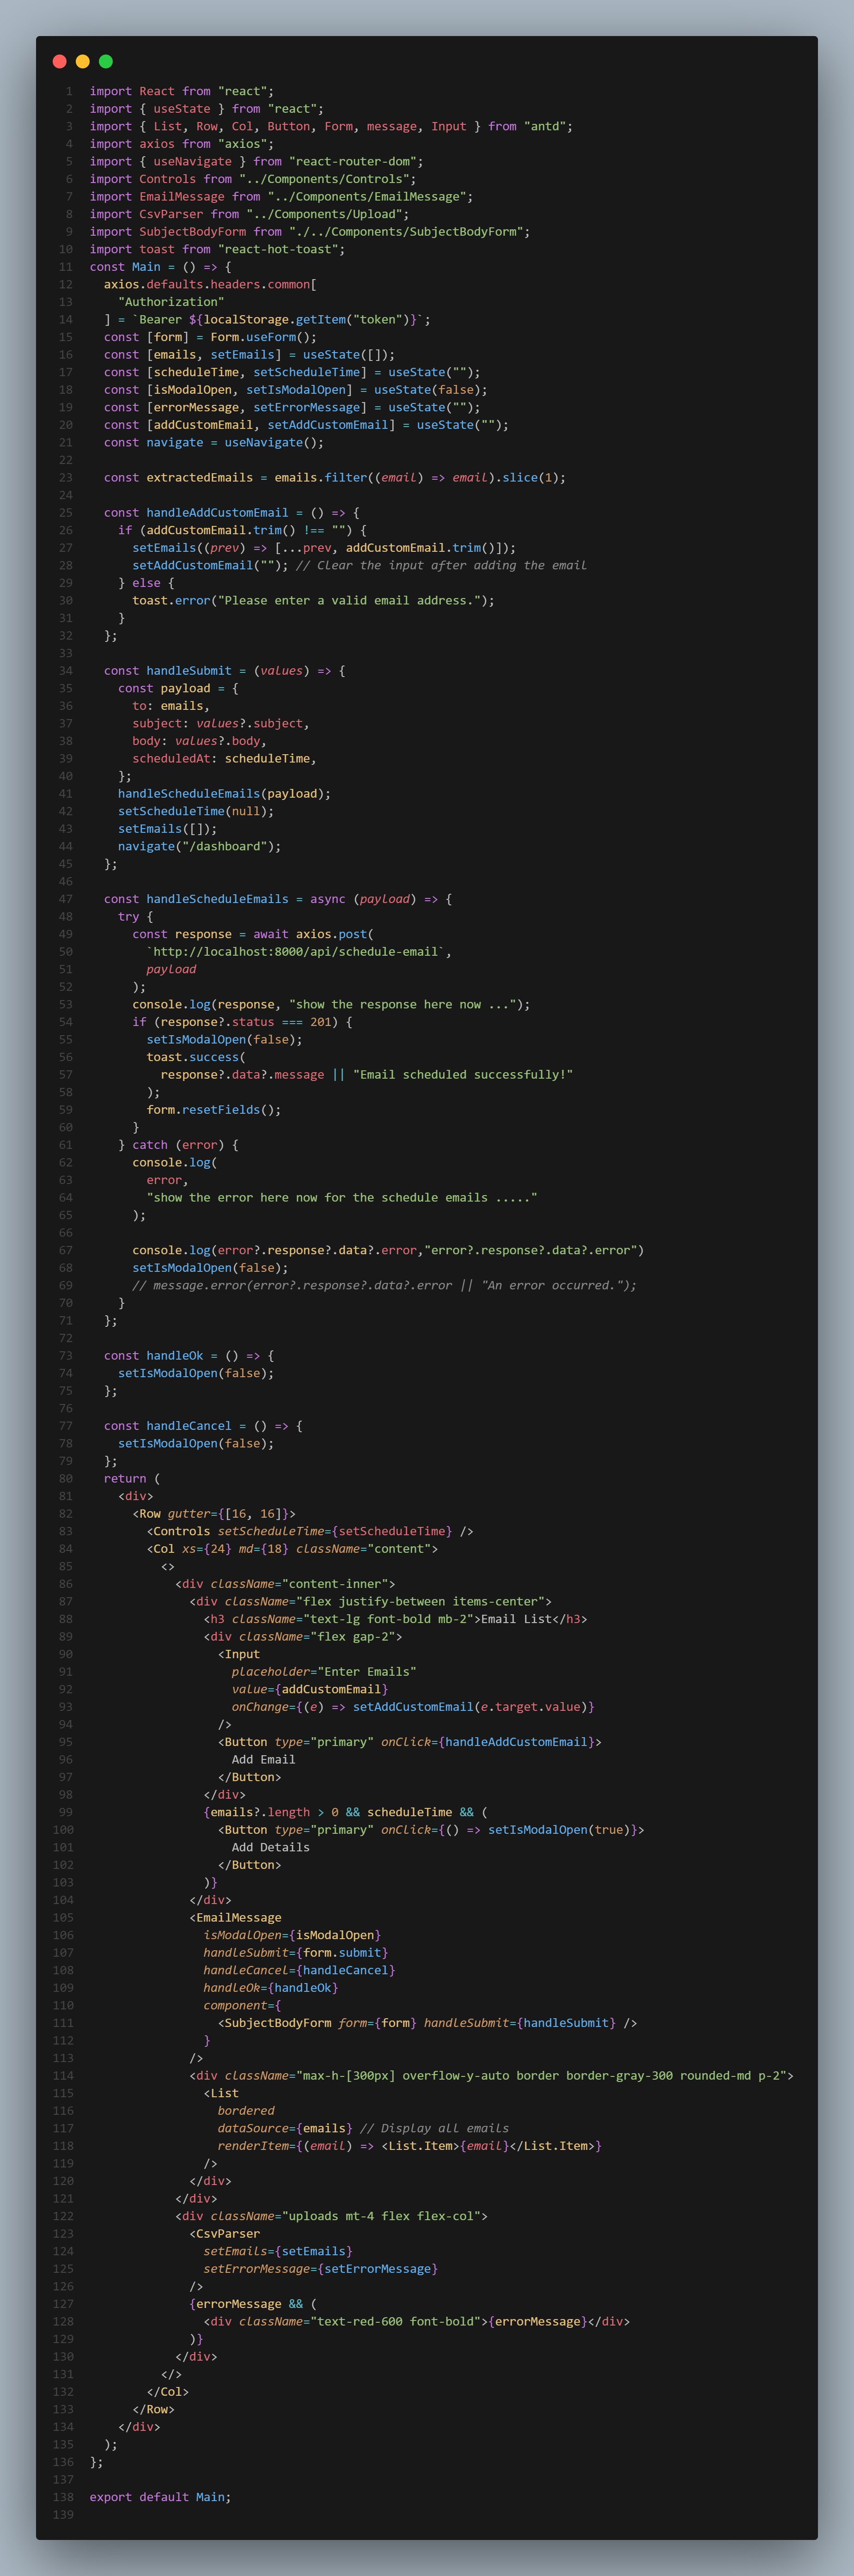 1 import React from "react";
2 import { useState } from "react";
3 import { List, Row, Col, Button, Form, message, Input } from "antd";
4 import axios from "axios";
5 import { useNavigate } from "react-router-dom";
6 import Controls from "../Components/Controls";
7 import EmailMessage from "../Components/EmailMessage";
8 import CsvParser from "../Components/Upload";
9 import SubjectBodyForm from "./../Components/SubjectBodyForm";
10 import toast from "react-hot-toast";
11 const Main = () => {
12   axios.defaults.headers.common[
13     "Authorization"
14   ] = `Bearer ${localStorage.getItem("token")}`;
15   const [form] = Form.useForm();
16   const [emails, setEmails] = useState([]);
17   const [scheduleTime, setScheduleTime] = useState("");
18   const [isModalOpen, setIsModalOpen] = useState(false);
19   const [errorMessage, setErrorMessage] = useState("");
20   const [addCustomEmail, setAddCustomEmail] = useState("");
21   const navigate = useNavigate();
22
23   const extractedEmails = emails.filter((email) => email).slice(1);
24
25   const handleAddCustomEmail = () => {
26     if (addCustomEmail.trim() !== "") {
27       setEmails((prev) => [...prev, addCustomEmail.trim()]);
28       setAddCustomEmail(""); // Clear the input after adding the email
29     } else {
30       toast.error("Please enter a valid email address.");
31     }
32   };
33
34   const handleSubmit = (values) => {
35     const payload = {
36       to: emails,
37       subject: values?.subject,
38       body: values?.body,
39       scheduledAt: scheduleTime,
40     };
41     handleScheduleEmails(payload);
42     setScheduleTime(null);
43     setEmails([]);
44     navigate("/dashboard");
45   };
46
47   const handleScheduleEmails = async (payload) => {
48     try {
49       const response = await axios.post(
50         `http://localhost:8000/api/schedule-email`,
51         payload
52       );
53       console.log(response, "show the response here now ...");
54       if (response?.status === 201) {
55         setIsModalOpen(false);
56         toast.success(
57           response?.data?.message || "Email scheduled successfully!"
58         );
59         form.resetFields();
60       }
61     } catch (error) {
62       console.log(
63         error,
64         "show the error here now for the schedule emails ....."
65       );
66
67       console.log(error?.response?.data?.error,"error?.response?.data?.error")
68       setIsModalOpen(false);
69       // message.error(error?.response?.data?.error || "An error occurred.");
70     }
71   };
72
73   const handleOk = () => {
74     setIsModalOpen(false);
75   };
76
77   const handleCancel = () => {
78     setIsModalOpen(false);
79   };
80   return (
81     <div>
82       <Row gutter={[16, 16]}>
83         <Controls setScheduleTime={setScheduleTime} />
84         <Col xs={24} md={18} className="content">
85           <>
86             <div className="content-inner">
87               <div className="flex justify-between items-center">
88                 <h3 className="text-lg font-bold mb-2">Email List</h3>
89                 <div className="flex gap-2">
90                   <Input
91                     placeholder="Enter Emails"
92                     value={addCustomEmail}
93                     onChange={(e) => setAddCustomEmail(e.target.value)}
94                   />
95                   <Button type="primary" onClick={handleAddCustomEmail}>
96                     Add Email
97                   </Button>
98                 </div>
99                 {emails?.length > 0 && scheduleTime && (
100                   <Button type="primary" onClick={() => setIsModalOpen(true)}>
101                     Add Details
102                   </Button>
103                 )}
104               </div>
105               <EmailMessage
106                 isModalOpen={isModalOpen}
107                 handleSubmit={form.submit}
108                 handleCancel={handleCancel}
109                 handleOk={handleOk}
110                 component={
111                   <SubjectBodyForm form={form} handleSubmit={handleSubmit} />
112                 }
113               />
114               <div className="max-h-[300px] overflow-y-auto border border-gray-300 rounded-md p-2">
115                 <List
116                   bordered
117                   dataSource={emails} // Display all emails
118                   renderItem={(email) => <List.Item>{email}</List.Item>}
119                 />
120               </div>
121             </div>
122             <div className="uploads mt-4 flex flex-col">
123               <CsvParser
124                 setEmails={setEmails}
125                 setErrorMessage={setErrorMessage}
126               />
127               {errorMessage && (
128                 <div className="text-red-600 font-bold">{errorMessage}</div>
129               )}
130             </div>
131           </>
132         </Col>
133       </Row>
134     </div>
135   );
136 };
137
138 export default Main;
139